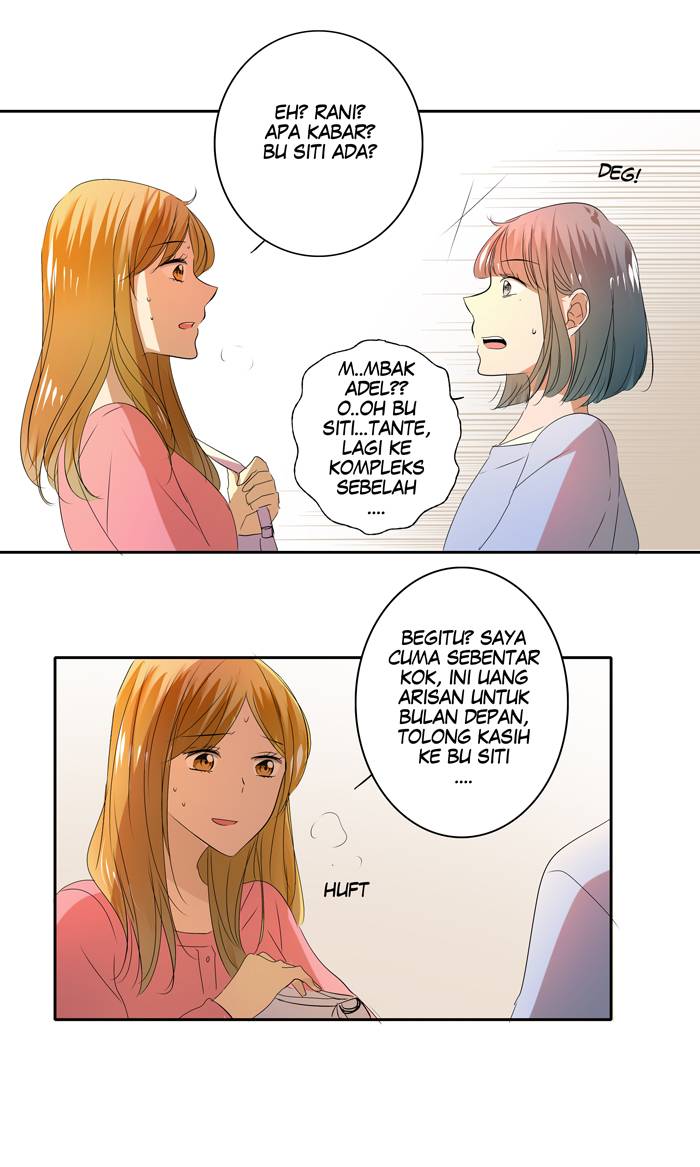 EH? RANI?
APA KABAR?
BU SITI ADA?
DEG!
M..MBAK
ADEL??
O..OH BU
SITI...TANTE,
LAGI KE
KOMPLEKS
SEBELAH
....
BEGITU? SAYA
CUMA SEBENTAR
KOK, INI UANG
ARISAN UNTUK
BULAN DEPAN,
TOLONG KASIH
KE BU SITI
....
HUFT